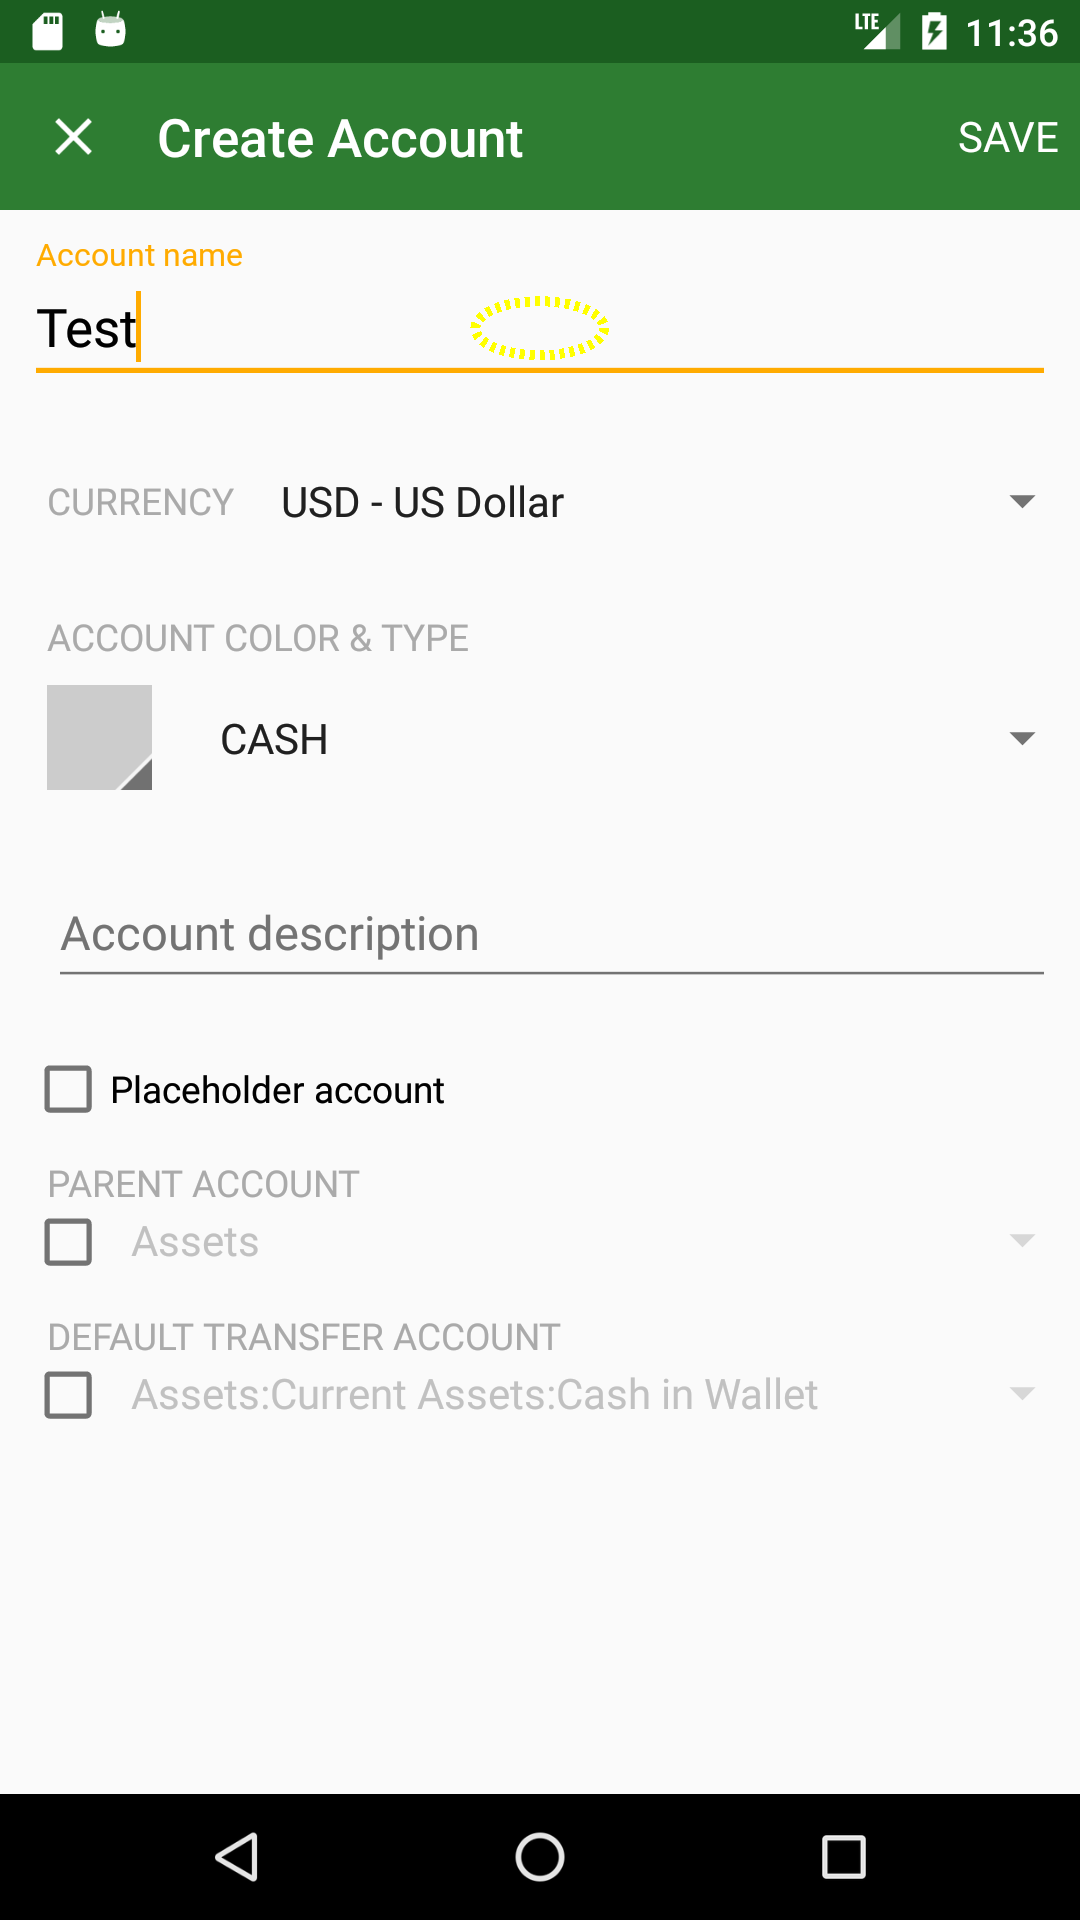 LTE 11:36
Create Account SAVE
Account name
Test
CURRENCY USD - US Dollar
ACCOUNT COLOR & TYPE
CASH
Account description
Placeholder account
PARENT ACCOUNT
Assets
DEFAULT TRANSFER ACCOUNT
Assets:Current Assets:Cash in Wallet